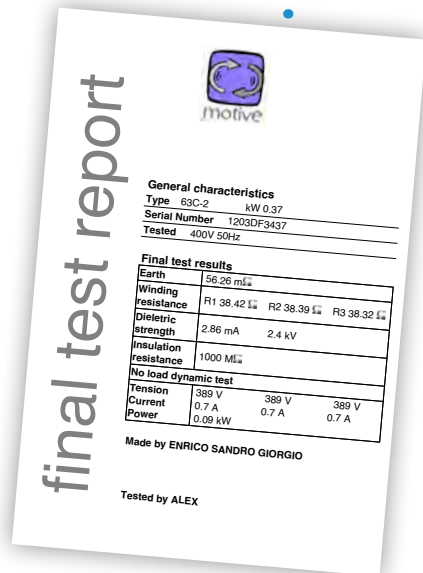 final test report
motive
General characteristics
Type 63C-2 kW 0.37
Serial Number 1203DF3437
Tested 400V 50Hz
Final test results
Earth 56.26 m
Winding resistance R1 38.42 R2 38.39 R3 38.32
Dieletric strength 2.86 mA 2.4 kV
Insulation resistance 1000 M
No load dynamic test
Tension 389 V 389 V 389 V
Current 0.7 A 0.7 A 0.7 A
Power 0.09 kW
Made by ENRICO SANDRO GIORGIO
Tested by ALEX